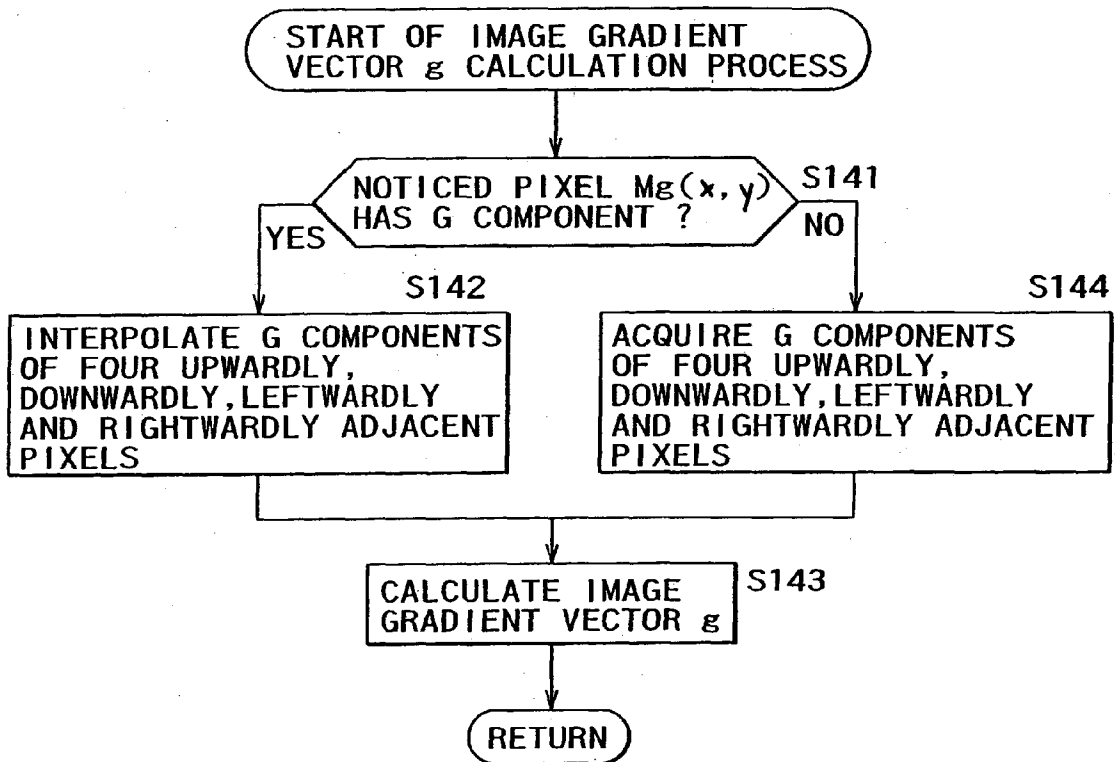 START OF IMAGE GRADIENT
VECTOR g CALCULATION PROCESS
NOTICED PIXEL Mg(x,y)
HAS G COMPONENT ?
S141
YES
NO
S142
INTERPOLATE G COMPONENTS
OF FOUR UPWARDLY,
DOWNWARDLY,LEFTWARDLY
AND RIGHTWARDLY ADJACENT
PIXELS
S144
ACQUIRE G COMPONENTS
OF FOUR UPWARDLY,
DOWNWARDLY,LEFTWARDLY
AND RIGHTWARDLY ADJACENT
PIXELS
CALCULATE IMAGE
GRADIENT VECTOR g
S143
RETURN